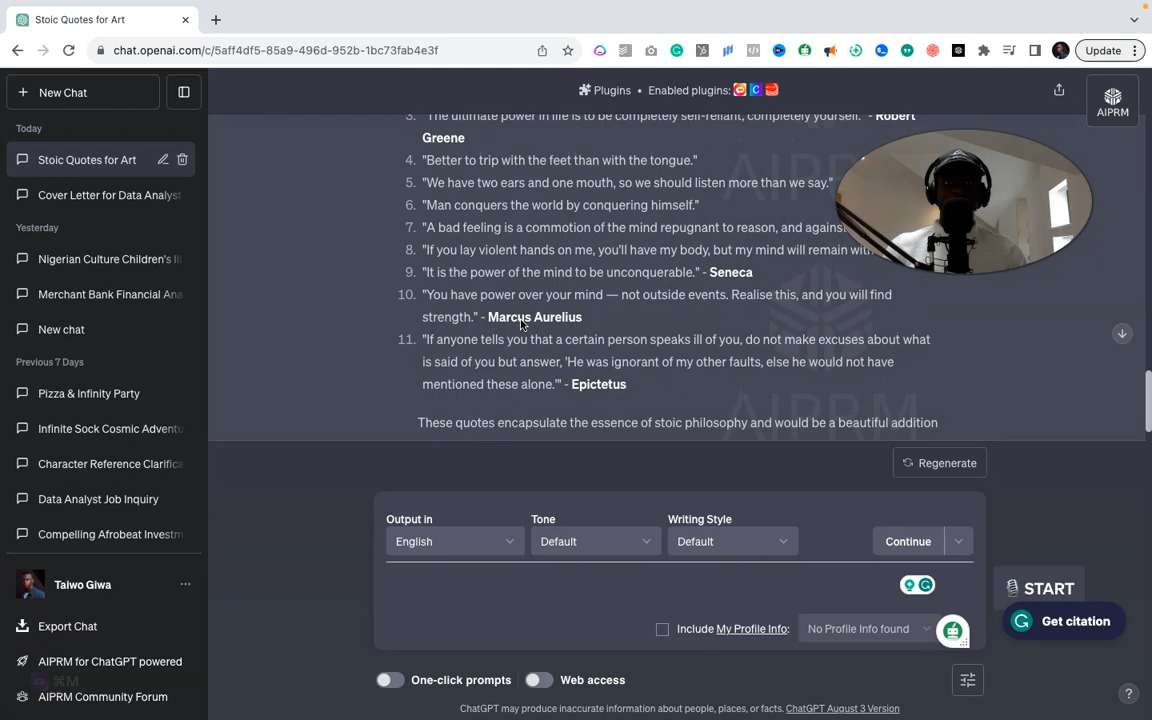 Stoic Quotes for Art
chat.openai.com/c/5aff4df5-85a9-496d-952b-1bc73fab4e3f
Update
New Chat
Plugins • Enabled plugins:
AIPRM
Today
Stoic Quotes for Art
Cover Letter for Data Analyst
Yesterday
Nigerian Culture Children's Il
Merchant Bank Financial Ana
New chat
Previous 7 Days
Pizza & Infinity Party
Infinite Sock Cosmic Adventu
Character Reference Clarifica
Data Analyst Job Inquiry
Compelling Afrobeat Investm
Taiwo Giwa
Export Chat
AIPRM for ChatGPT powered
⌘M
AIPRM Community Forum
3. "The ultimate power in life is to be completely self-reliant, completely yourself." - Robert
Greene
4. "Better to trip with the feet than with the tongue."
5. "We have two ears and one mouth, so we should listen more than we say."
6. "Man conquers the world by conquering himself."
7. "A bad feeling is a commotion of the mind repugnant to reason, and against
8. "If you lay violent hands on me, you'll have my body, but my mind will remain with
9. "It is the power of the mind to be unconquerable." - Seneca
10. "You have power over your mind — not outside events. Realise this, and you will find
strength." - Marcus Aurelius
11. "If anyone tells you that a certain person speaks ill of you, do not make excuses about what
is said of you but answer, 'He was ignorant of my other faults, else he would not have
mentioned these alone.'" - Epictetus
These quotes encapsulate the essence of stoic philosophy and would be a beautiful addition
AIPRM
AIPRM
Regenerate
Output in
Tone
Writing Style
English
Default
Default
Continue
START
Get citation
Include My Profile Info:
No Profile Info found
One-click prompts
Web access
ChatGPT may produce inaccurate information about people, places, or facts. ChatGPT August 3 Version
?